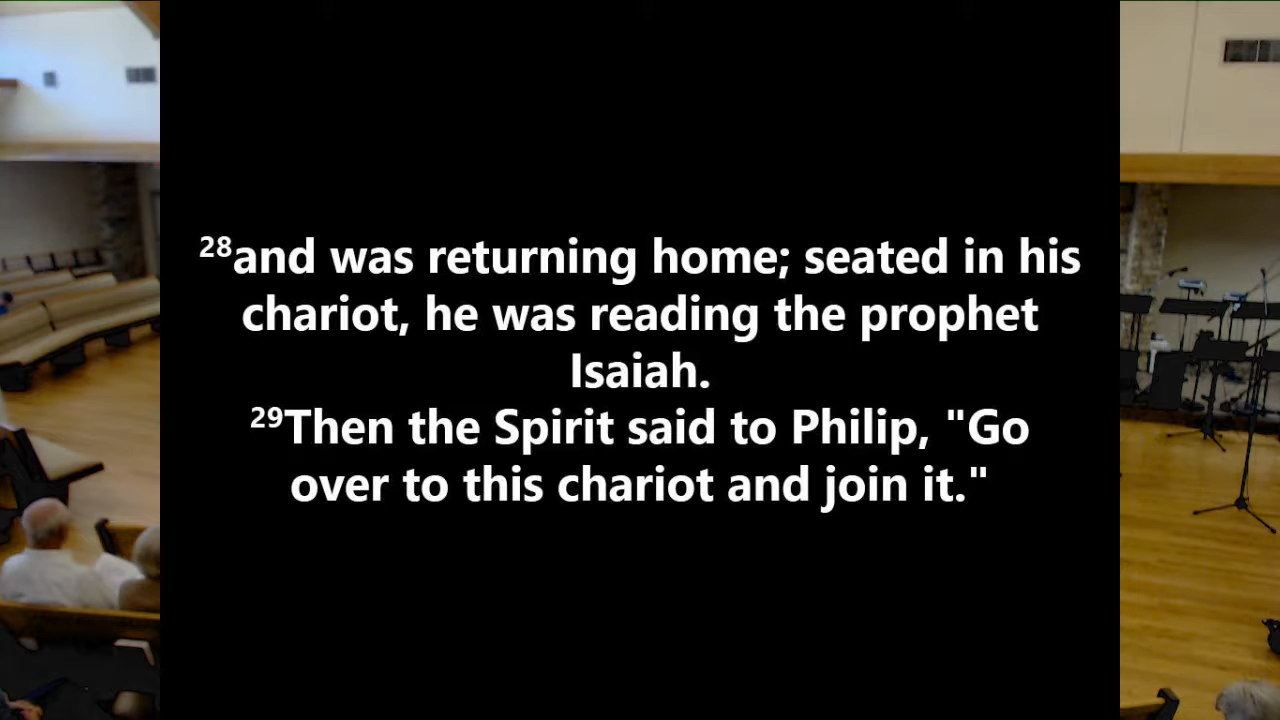 28and was returning home; seated in his
chariot, he was reading the prophet
Isaiah.
29Then the Spirit said to Philip, "Go
over to this chariot and join it."